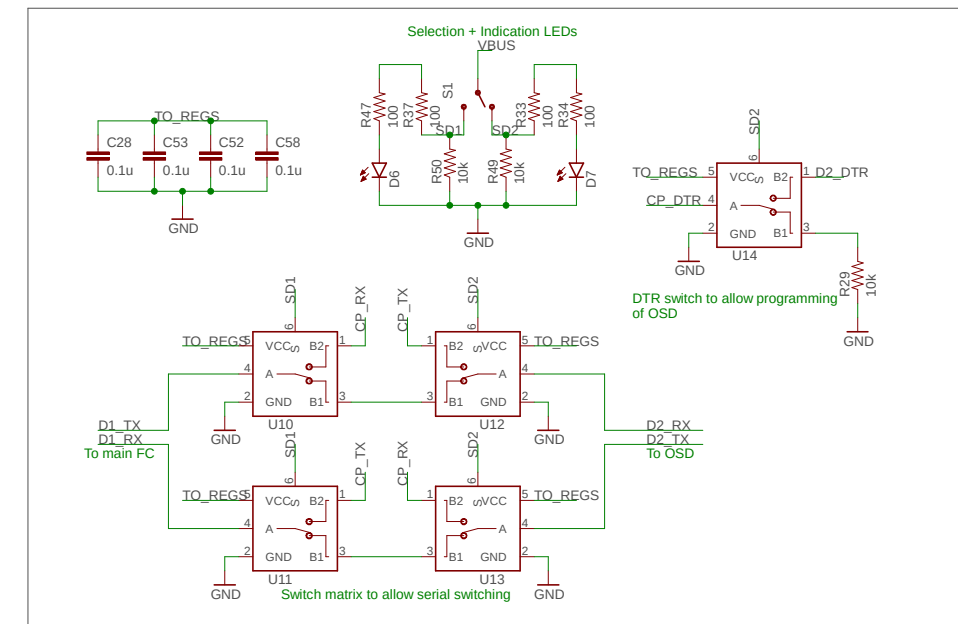 Selection + Indication LEDs
VBUS
S1
R47
100
R37
100
R33
100
R34
100
SD1
SD2
R50
10k
R49
10k
D6
D7
GND
TO_REGS
C28
0.1u
C53
0.1u
C52
0.1u
C58
0.1u
GND
SD2
6
TO_REGS
5
VCC
S
B2
1
D2_DTR
CP_DTR
4
A
2
GND
B1
3
U14
GND
R29
10k
GND
DTR switch to allow programming
of OSD
SD1
6
CP_RX
TO_REGS
5
VCC
S
B2
1
4
A
2
GND
B1
3
U10
GND
CP_TX
SD2
6
1
B2
S
VCC
5
TO_REGS
A
4
3
B1
GND
2
U12
GND
D1_TX
D1_RX
To main FC
D2_RX
D2_TX
To OSD
SD1
6
CP_TX
TO_REGS
5
VCC
S
B2
1
4
A
2
GND
B1
3
U11
GND
CP_RX
SD2
6
1
B2
S
VCC
5
TO_REGS
A
4
3
B1
GND
2
U13
GND
Switch matrix to allow serial switching